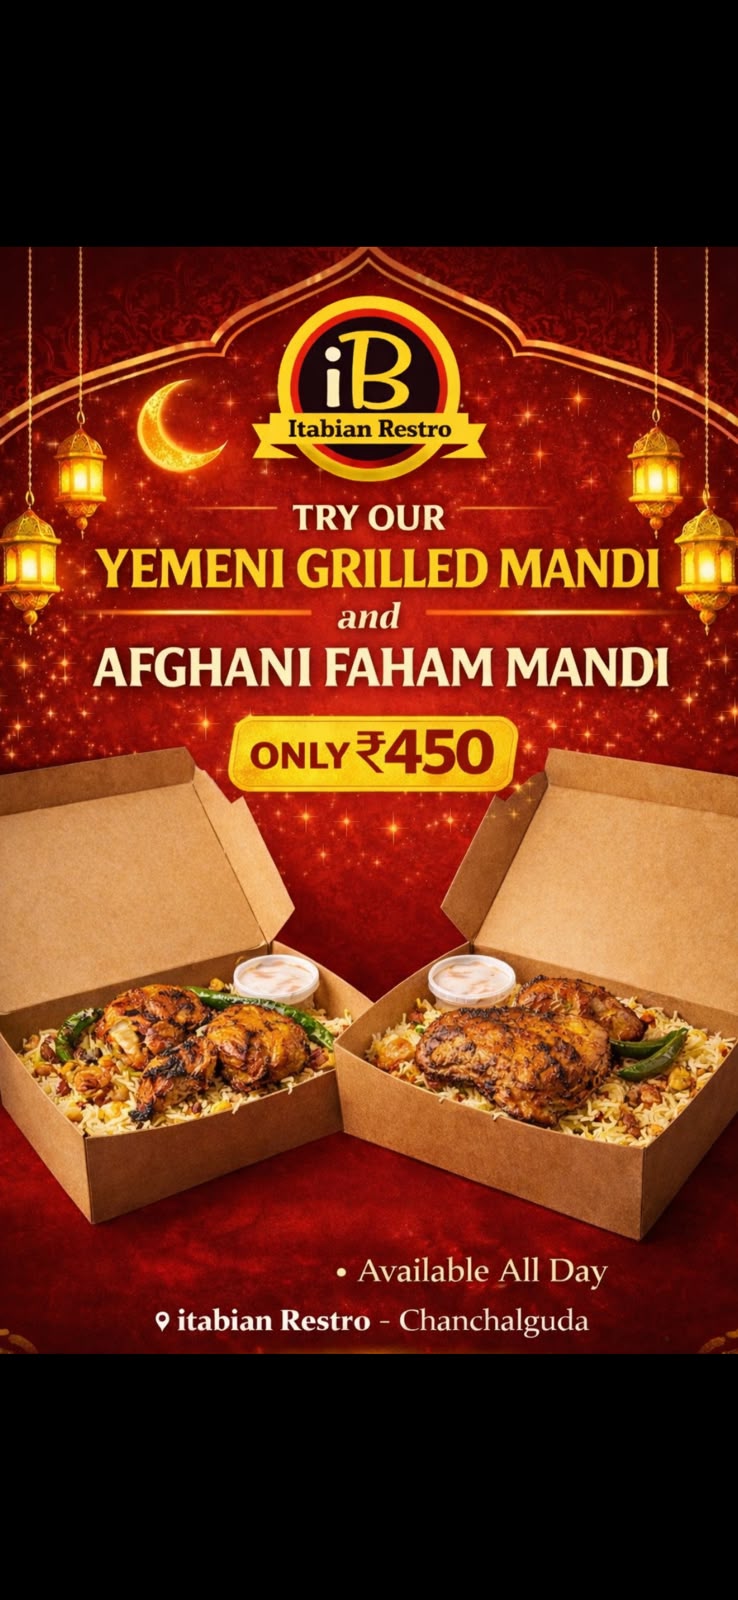 iB
Itabian Restro
TRY OUR
YEMENI GRILLED MANDI
and
AFGHANI FAHAM MANDI
ONLY ₹450
• Available All Day
itabian Restro - Chanchalguda